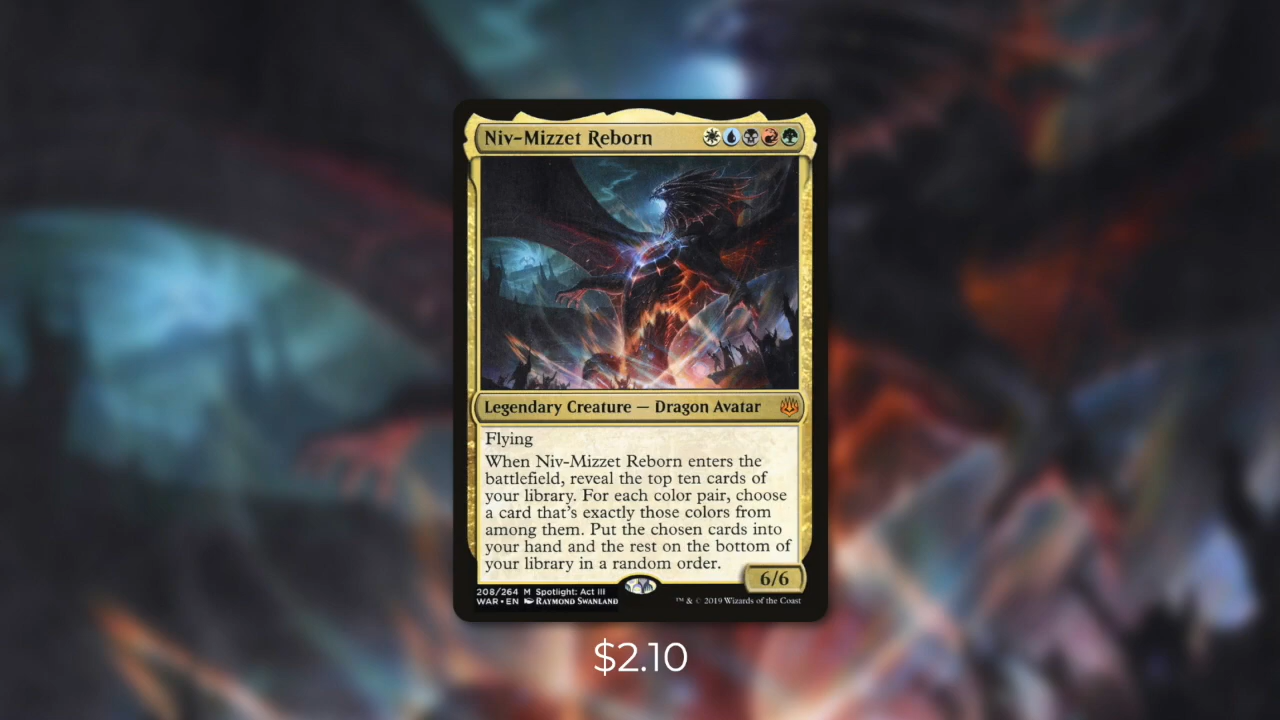 Niv-Mizzet Reborn
Legendary Creature — Dragon Avatar
Flying
When Niv-Mizzet Reborn enters the
battlefield, reveal the top ten cards of
your library. For each color pair, choose
a card that's exactly those colors from
among them. Put the chosen cards into
your hand and the rest on the bottom of
your library in a random order.
6/6
208/264 M Spotlight: Act III
WAR • EN Raymond Swanland
™ & © 2019 Wizards of the Coast
$2.10